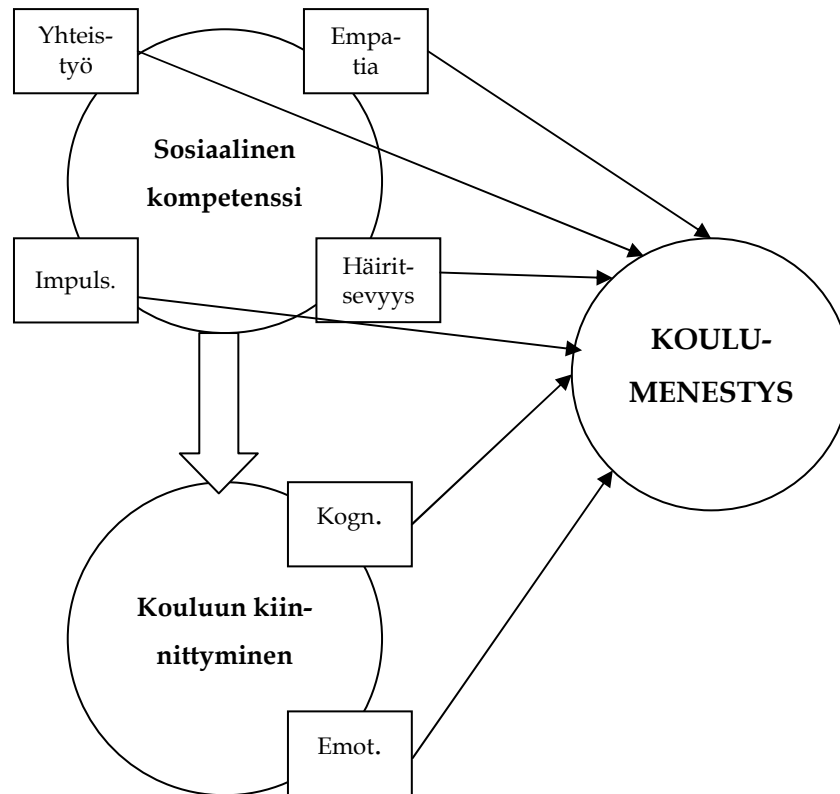 Yhteis-
työ
Empa-
tia
Sosiaalinen
kompetenssi
Impuls.
Häirit-
sevyys
KOULU-
MENESTYS
Kogn.
Kouluun kiin-
nittyminen
Emot.